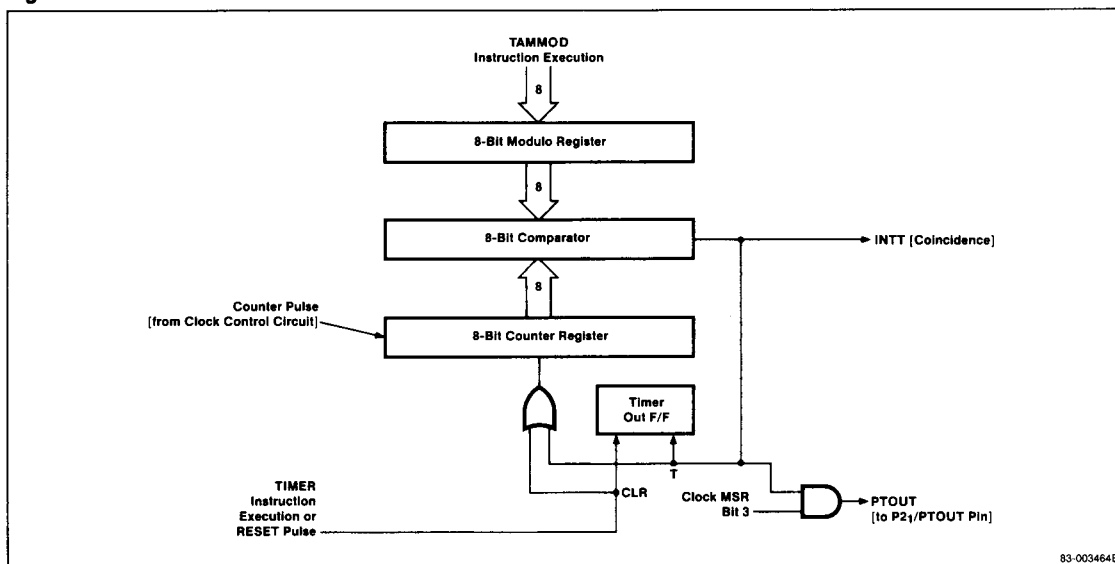 TAMMOD
Instruction Execution
8
8-Bit Modulo Register
8
8-Bit Comparator
INTT [Coincidence]
8
Counter Pulse
[from Clock Control Circuit]
8-Bit Counter Register
Timer
Out F/F
T
CLR
TIMER
Instruction
Execution or
RESET Pulse
Clock MSR
Bit 3
PTOUT
[to P21/PTOUT Pin]
83-003464B